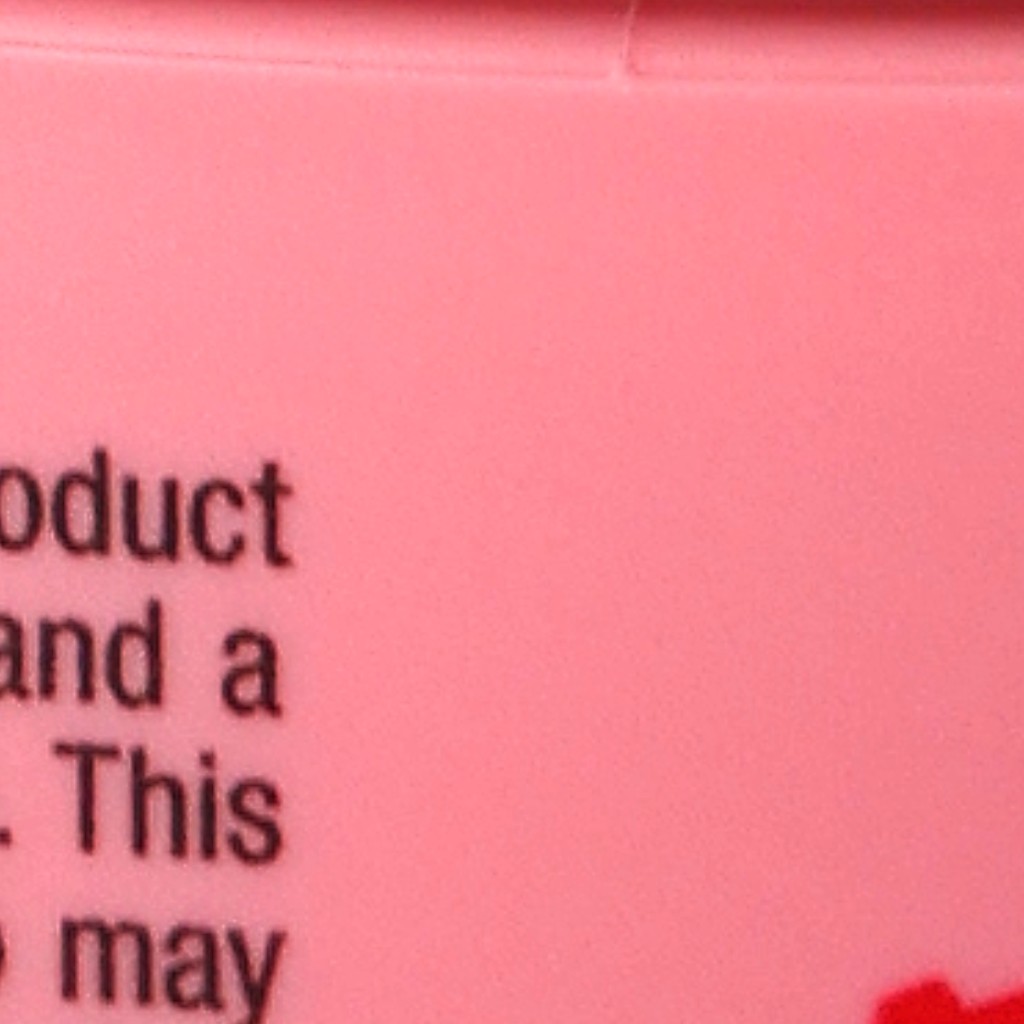 oduct
and a
. This
may